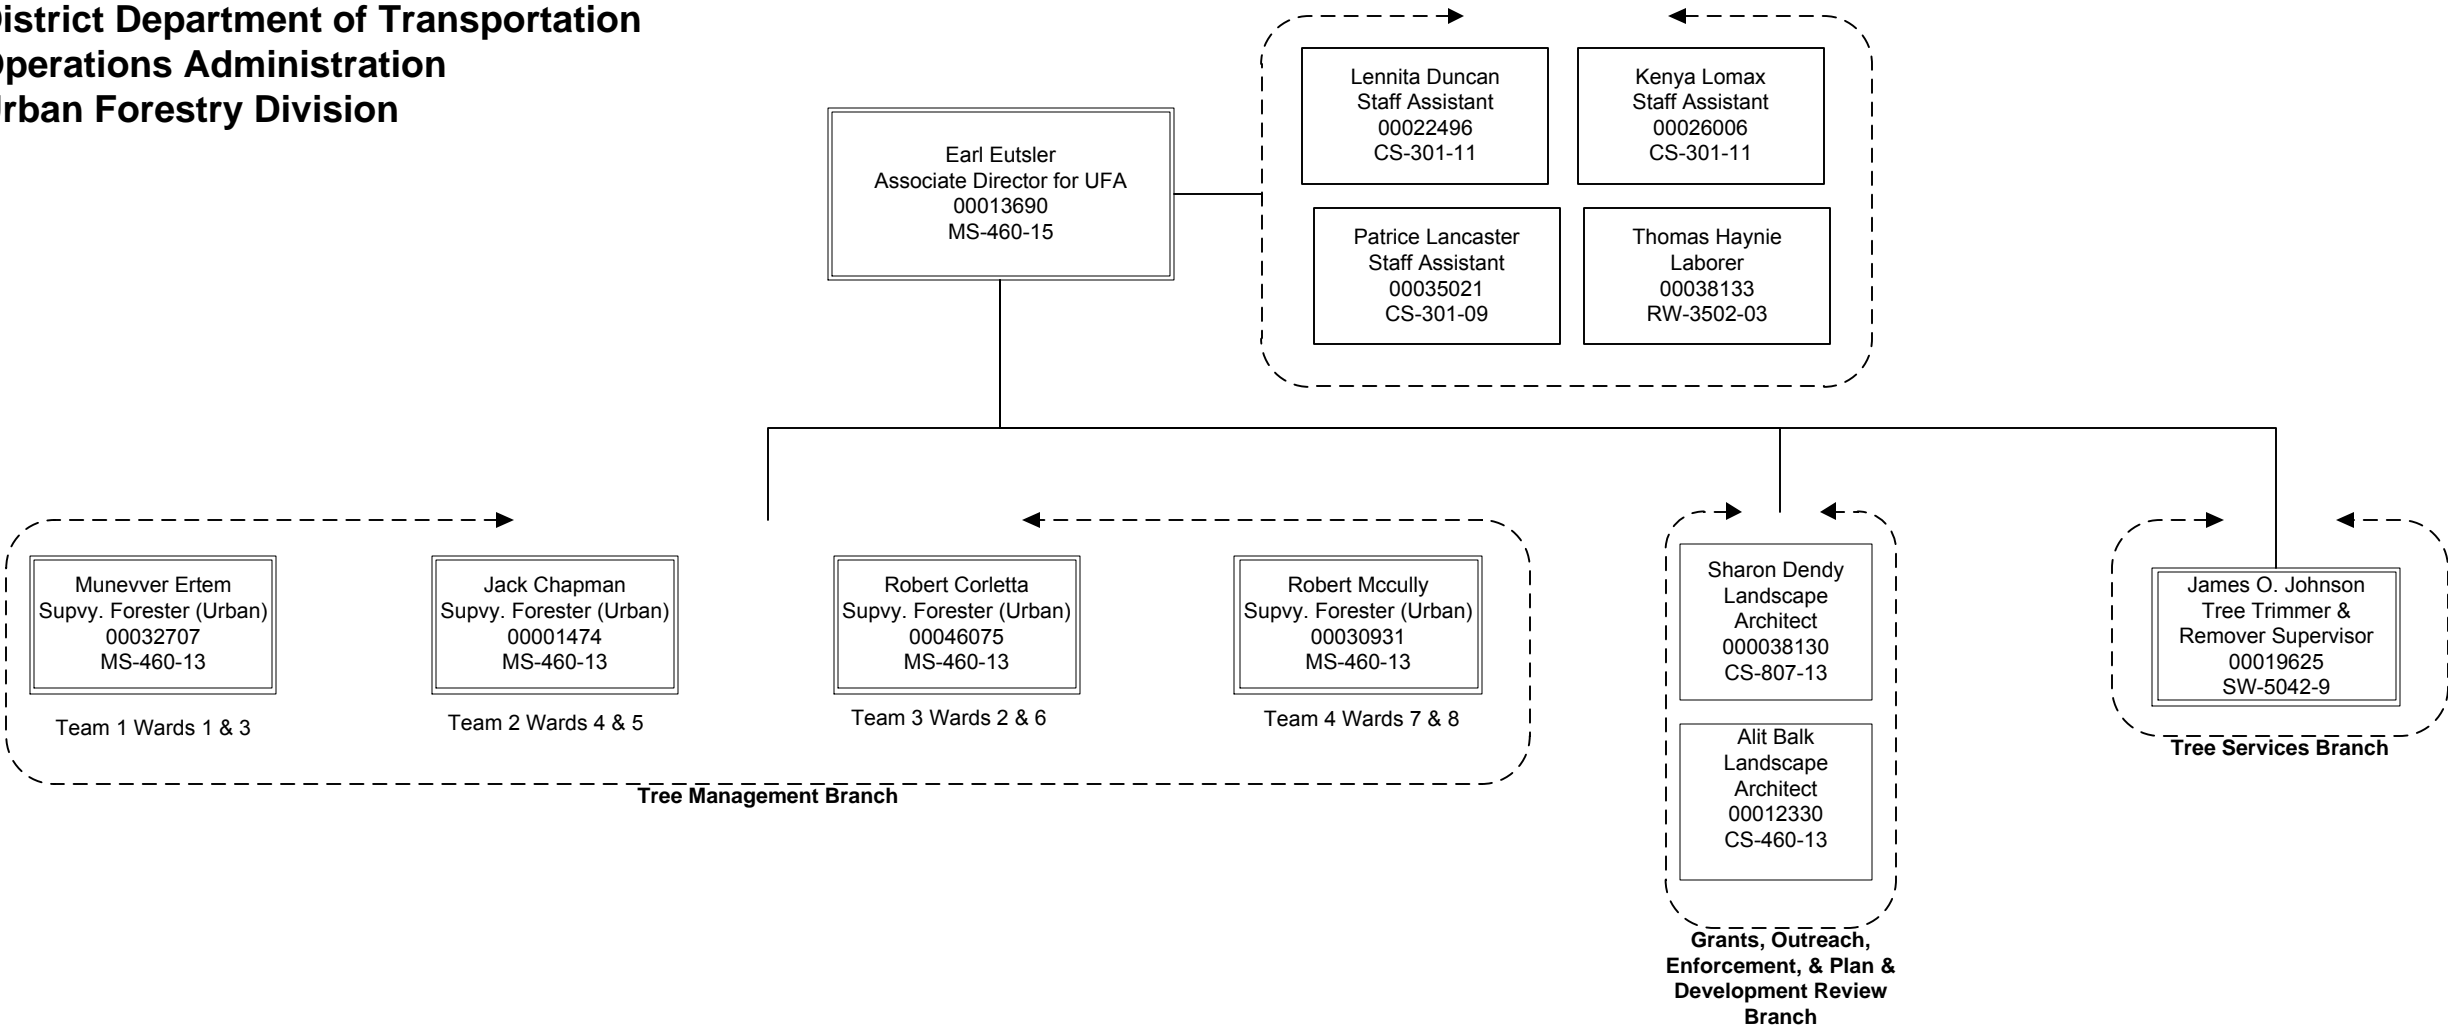 istrict Department of Transportation
perations Administration
rban Forestry Division
Earl Eutsler
Associate Director for UFA
00013690
MS-460-15
Lennita Duncan
Staff Assistant
00022496
CS-301-11
Kenya Lomax
Staff Assistant
00026006
CS-301-11
Patrice Lancaster
Staff Assistant
00035021
CS-301-09
Thomas Haynie
Laborer
00038133
RW-3502-03
Munevver Ertem
Supvy. Forester (Urban)
00032707
MS-460-13
Team 1 Wards 1 & 3
Jack Chapman
Supvy. Forester (Urban)
00001474
MS-460-13
Team 2 Wards 4 & 5
Robert Corletta
Supvy. Forester (Urban)
00046075
MS-460-13
Team 3 Wards 2 & 6
Robert Mccully
Supvy. Forester (Urban)
00030931
MS-460-13
Team 4 Wards 7 & 8
Tree Management Branch
Sharon Dendy
Landscape
Architect
000038130
CS-807-13
Alit Balk
Landscape
Architect
00012330
CS-460-13
Grants, Outreach,
Enforcement, & Plan &
Development Review
Branch
James O. Johnson
Tree Trimmer &
Remover Supervisor
00019625
SW-5042-9
Tree Services Branch